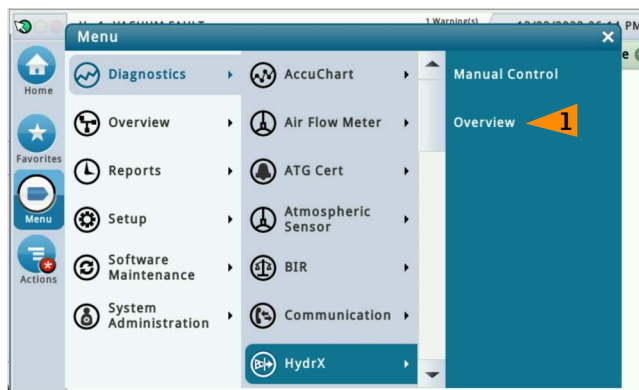 1 Warning(s)
Menu
X
Home
Favorites
Menu
Actions
Diagnostics
Overview
Reports
Setup
Software
Maintenance
System
Administration
AccuChart
Air Flow Meter
ATG Cert
Atmospheric
Sensor
BIR
Communication
HydrX
Manual Control
Overview
1
PM
e